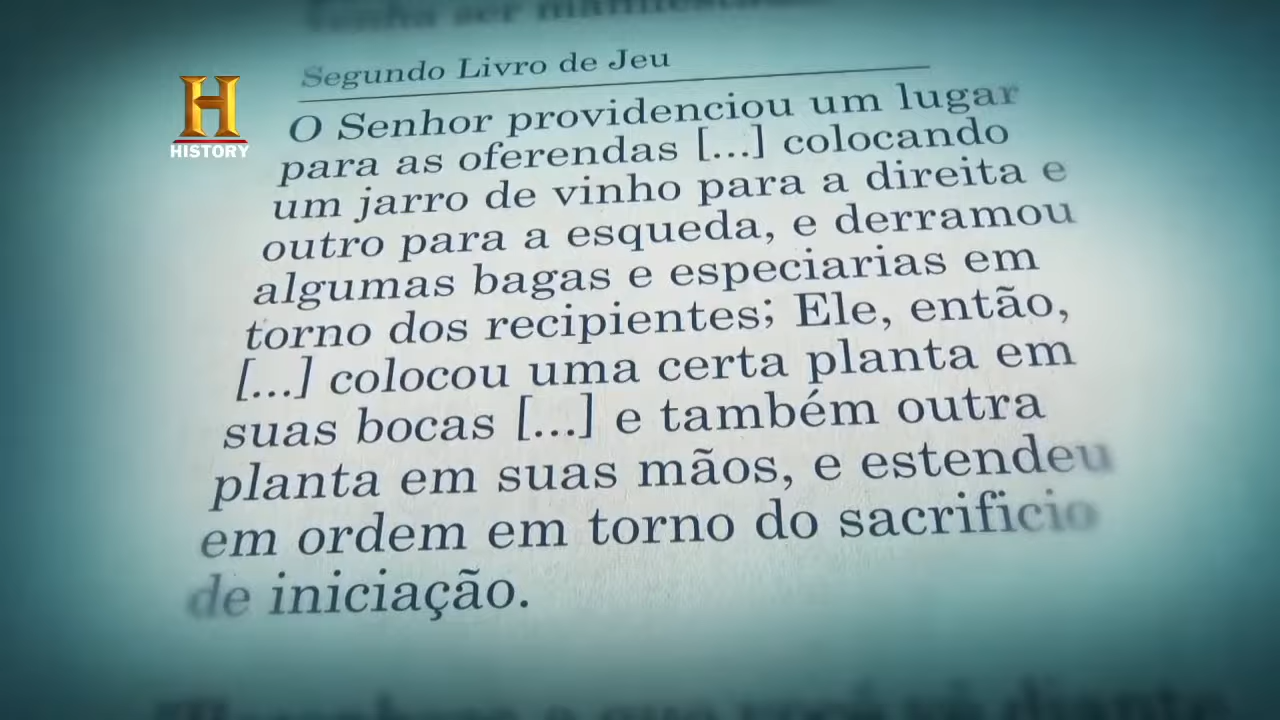 Segundo Livro de Jeu
H
HISTORY
O Senhor providenciou um lugar
para as oferendas [...] colocando
um jarro de vinho para a direita e
outro para a esqueda, e derramou
algumas bagas e especiarias em
torno dos recipientes; Ele, então,
[...] colocou uma certa planta em
suas bocas [...] e também outra
planta em suas mãos, e estendeu
em ordem em torno do sacrificio
de iniciação.